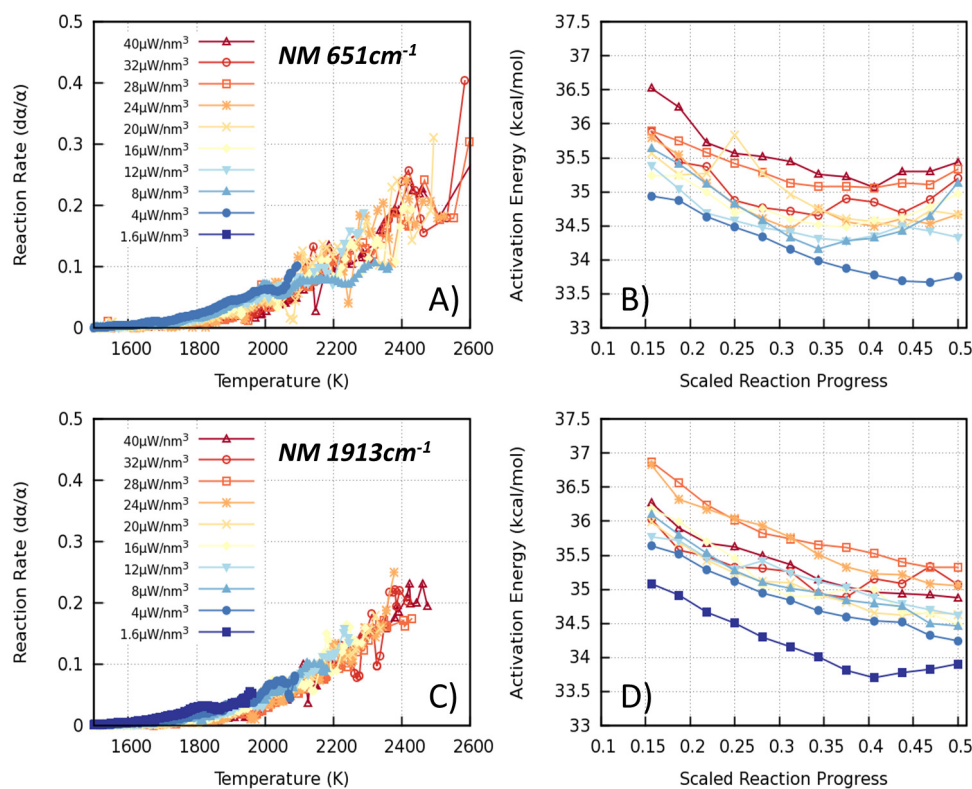 NM 651cm-1
Reaction Rate (dα/α)
0.5
0.4
0.3
0.2
0.1
0
40μW/nm3
32μW/nm3
28μW/nm3
24μW/nm3
20μW/nm3
16μW/nm3
12μW/nm3
8μW/nm3
4μW/nm3
1.6μW/nm3
A)
1600 1800 2000 2200 2400 2600
Temperature (K)
Activation Energy (kcal/mol)
37.5
37
36.5
36
35.5
35
34.5
34
33.5
33
B)
0.1 0.15 0.2 0.25 0.3 0.35 0.4 0.45 0.5
Scaled Reaction Progress
NM 1913cm-1
Reaction Rate (dα/α)
0.5
0.4
0.3
0.2
0.1
0
40μW/nm3
32μW/nm3
28μW/nm3
24μW/nm3
20μW/nm3
16μW/nm3
12μW/nm3
8μW/nm3
4μW/nm3
1.6μW/nm3
C)
1600 1800 2000 2200 2400 2600
Temperature (K)
Activation Energy (kcal/mol)
37.5
37
36.5
36
35.5
35
34.5
34
33.5
33
D)
0.1 0.15 0.2 0.25 0.3 0.35 0.4 0.45 0.5
Scaled Reaction Progress